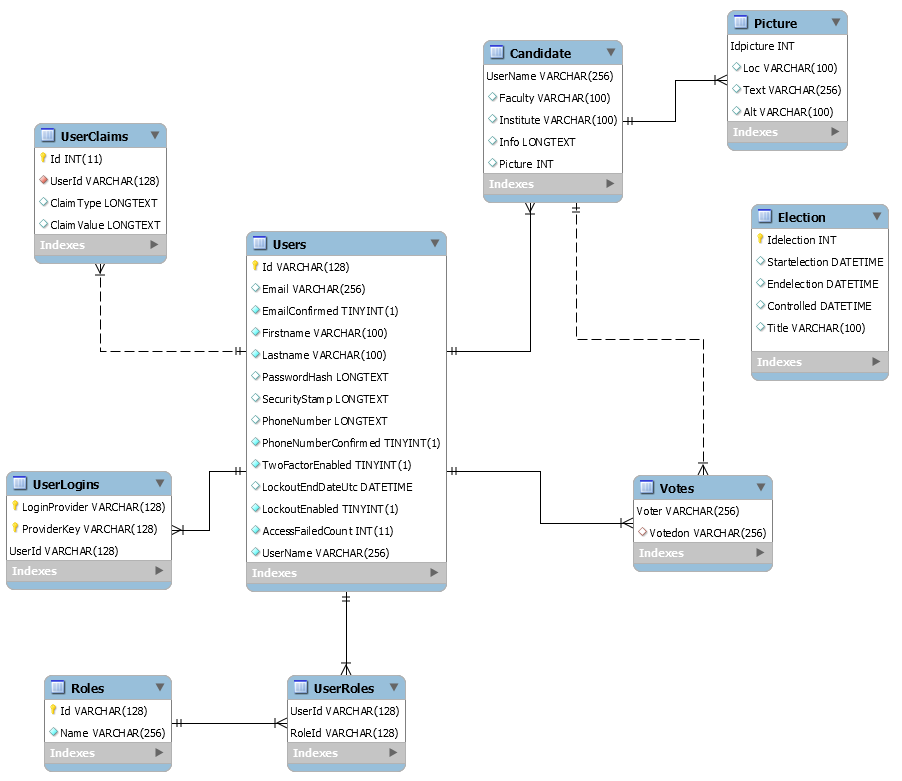 Picture
Idpicture INT
Loc VARCHAR(100)
Text VARCHAR(256)
Alt VARCHAR(100)
Indexes
Candidate
UserName VARCHAR(256)
Faculty VARCHAR(100)
Institute VARCHAR(100)
Info LONGTEXT
Picture INT
Indexes
UserClaims
Id INT(11)
UserId VARCHAR(128)
ClaimType LONGTEXT
ClaimValue LONGTEXT
Indexes
Election
Idelection INT
Startelection DATETIME
Endelection DATETIME
Controlled DATETIME
Title VARCHAR(100)
Indexes
Users
Id VARCHAR(128)
Email VARCHAR(256)
EmailConfirmed TINYINT(1)
Firstname VARCHAR(100)
Lastname VARCHAR(100)
PasswordHash LONGTEXT
SecurityStamp LONGTEXT
PhoneNumber LONGTEXT
PhoneNumberConfirmed TINYINT(1)
TwoFactorEnabled TINYINT(1)
LockoutEndDateUtc DATETIME
LockoutEnabled TINYINT(1)
AccessFailedCount INT(11)
UserName VARCHAR(256)
Indexes
UserLogins
LoginProvider VARCHAR(128)
ProviderKey VARCHAR(128)
UserId VARCHAR(128)
Indexes
Votes
Voter VARCHAR(256)
Votedon VARCHAR(256)
Indexes
Roles
Id VARCHAR(128)
Name VARCHAR(256)
Indexes
UserRoles
UserId VARCHAR(128)
RoleId VARCHAR(128)
Indexes